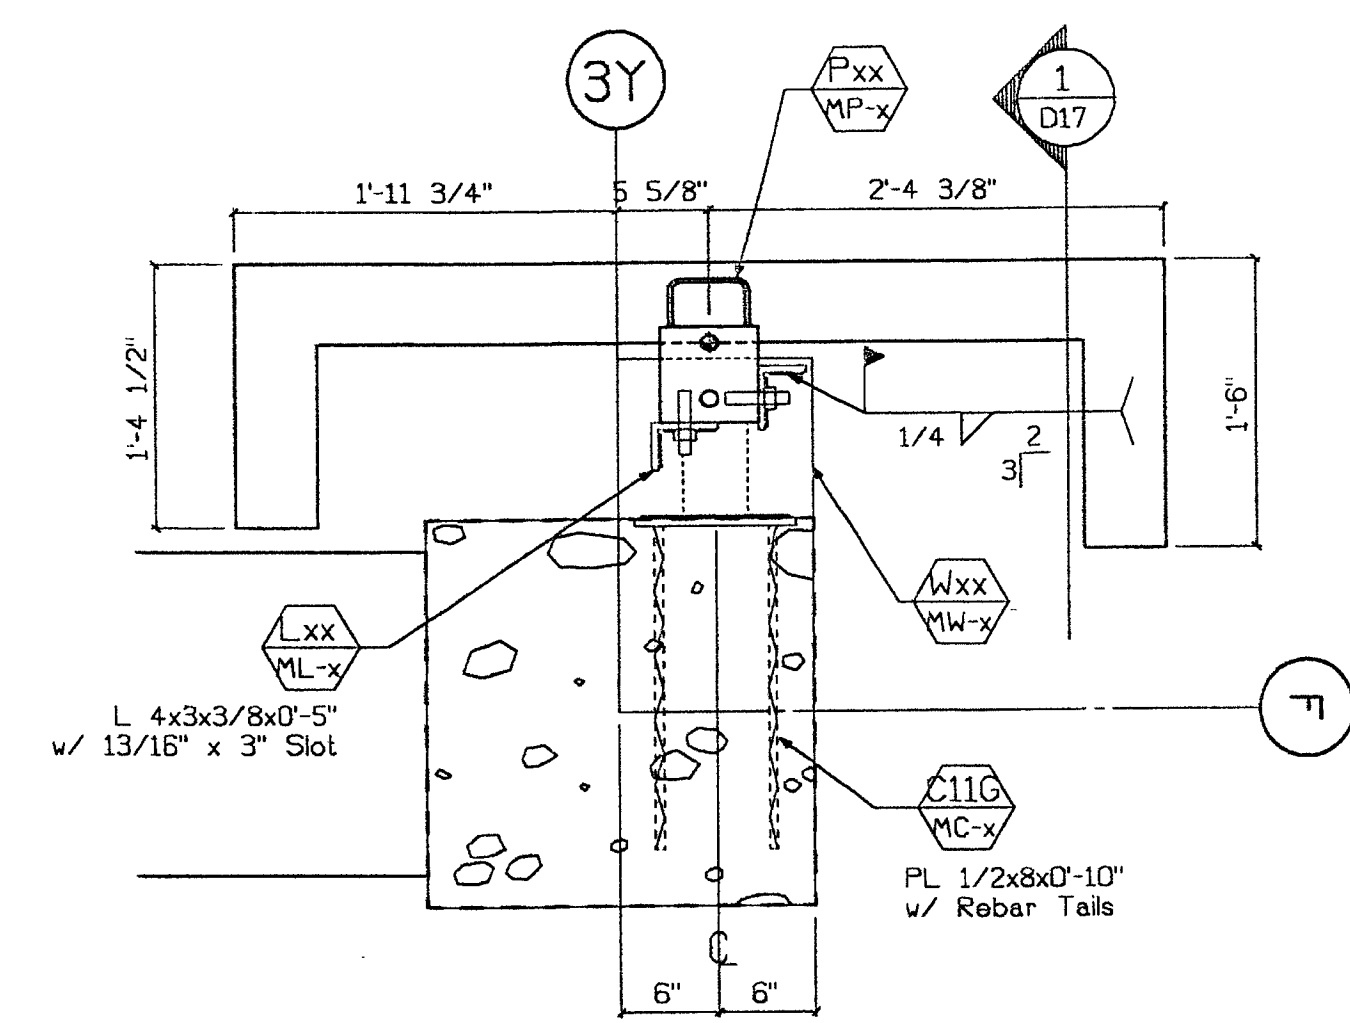 3Y
Pxx
MP-x
1
D17
1'-11 3/4"
5 5/8"
2'-4 3/8"
1'-4 1/2"
1'-6"
1/4
2
3
Wxx
MW-x
Lxx
ML-x
L 4x3x3/8x0'-5"
w/ 13/16" x 3" Slot
F
C11G
MC-x
PL 1/2x8x0'-10"
w/ Rebar Tails
CL
6"
6"